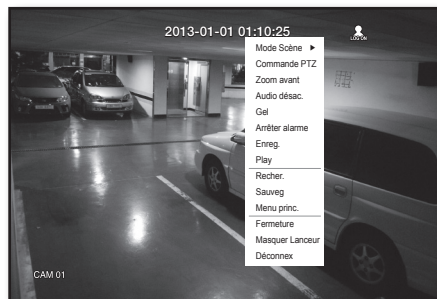 2013-01-01 01:10:25
LOG ON
Mode Scène
Commande PTZ
Zoom avant
Audio désac.
Gel
Arrêter alarme
Enreg.
Play
Recher.
Sauveg
Menu princ.
Fermeture
Masquer Lanceur
Déconnex
CAM 01